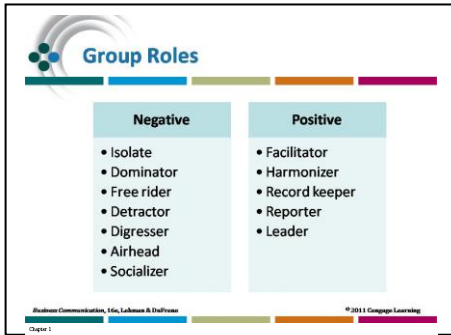 Group Roles
Negative
• Isolate
• Dominator
• Free rider
• Detractor
• Digresser
• Airhead
• Socializer
Positive
• Facilitator
• Harmonizer
• Record keeper
• Reporter
• Leader
Business Communication, 16e, Lehman & DuFrene
©2011 Cengage Learning
Chapter 1